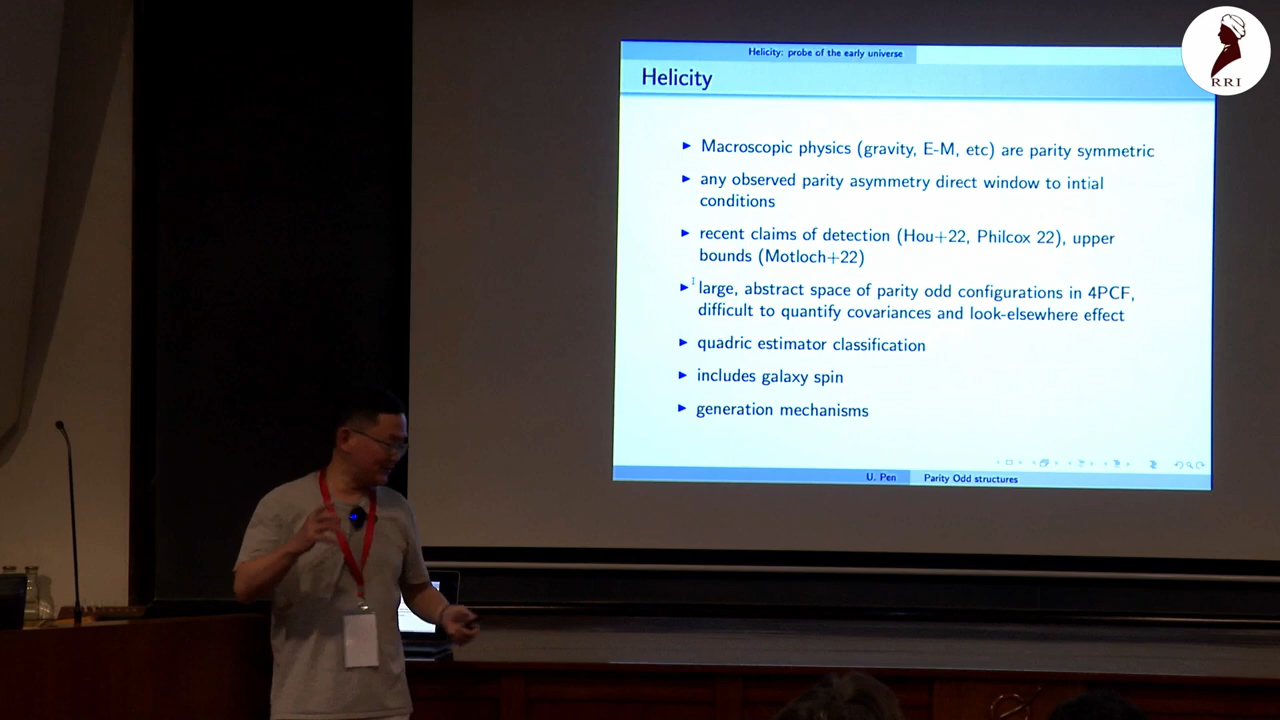 Helicity: probe of the early universe
Helicity
RRI
▶ Macroscopic physics (gravity, E-M, etc) are parity symmetric
▶ any observed parity asymmetry direct window to intial
conditions
▶ recent claims of detection (Hou+22, Philcox 22), upper
bounds (Motloch+22)
▶ 1 large, abstract space of parity odd configurations in 4PCF,
difficult to quantify covariances and look-elsewhere effect
▶ quadric estimator classification
▶ includes galaxy spin
▶ generation mechanisms
U. Pen Parity Odd structures